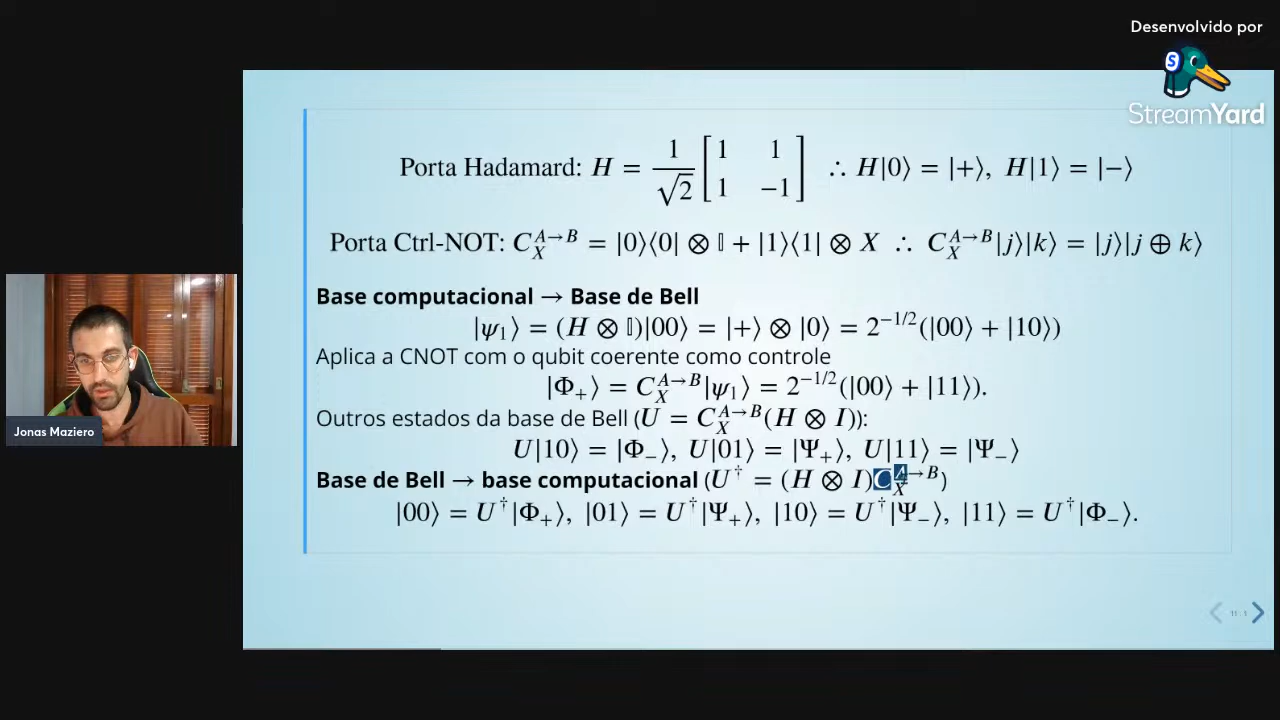 Desenvolvido por
StreamYard
Porta Hadamard: H = 1/√2 [1 1; 1 −1] ∴ H|0⟩ = |+⟩, H|1⟩ = |−⟩
Porta Ctrl-NOT: C_X^{A→B} = |0⟩⟨0| ⊗ 𝕀 + |1⟩⟨1| ⊗ X ∴ C_X^{A→B}|j⟩|k⟩ = |j⟩|j ⊕ k⟩
Base computacional → Base de Bell
|ψ₁⟩ = (H ⊗ 𝕀)|00⟩ = |+⟩ ⊗ |0⟩ = 2^{−1/2}(|00⟩ + |10⟩)
Aplica a CNOT com o qubit coerente como controle
|Φ₊⟩ = C_X^{A→B}|ψ₁⟩ = 2^{−1/2}(|00⟩ + |11⟩).
Outros estados da base de Bell (U = C_X^{A→B}(H ⊗ I)):
U|10⟩ = |Φ₋⟩, U|01⟩ = |Ψ₊⟩, U|11⟩ = |Ψ₋⟩
Base de Bell → base computacional (U† = (H ⊗ I)C_X^{A→B})
|00⟩ = U†|Φ₊⟩, |01⟩ = U†|Ψ₊⟩, |10⟩ = U†|Ψ₋⟩, |11⟩ = U†|Φ₋⟩.
Jonas Maziero